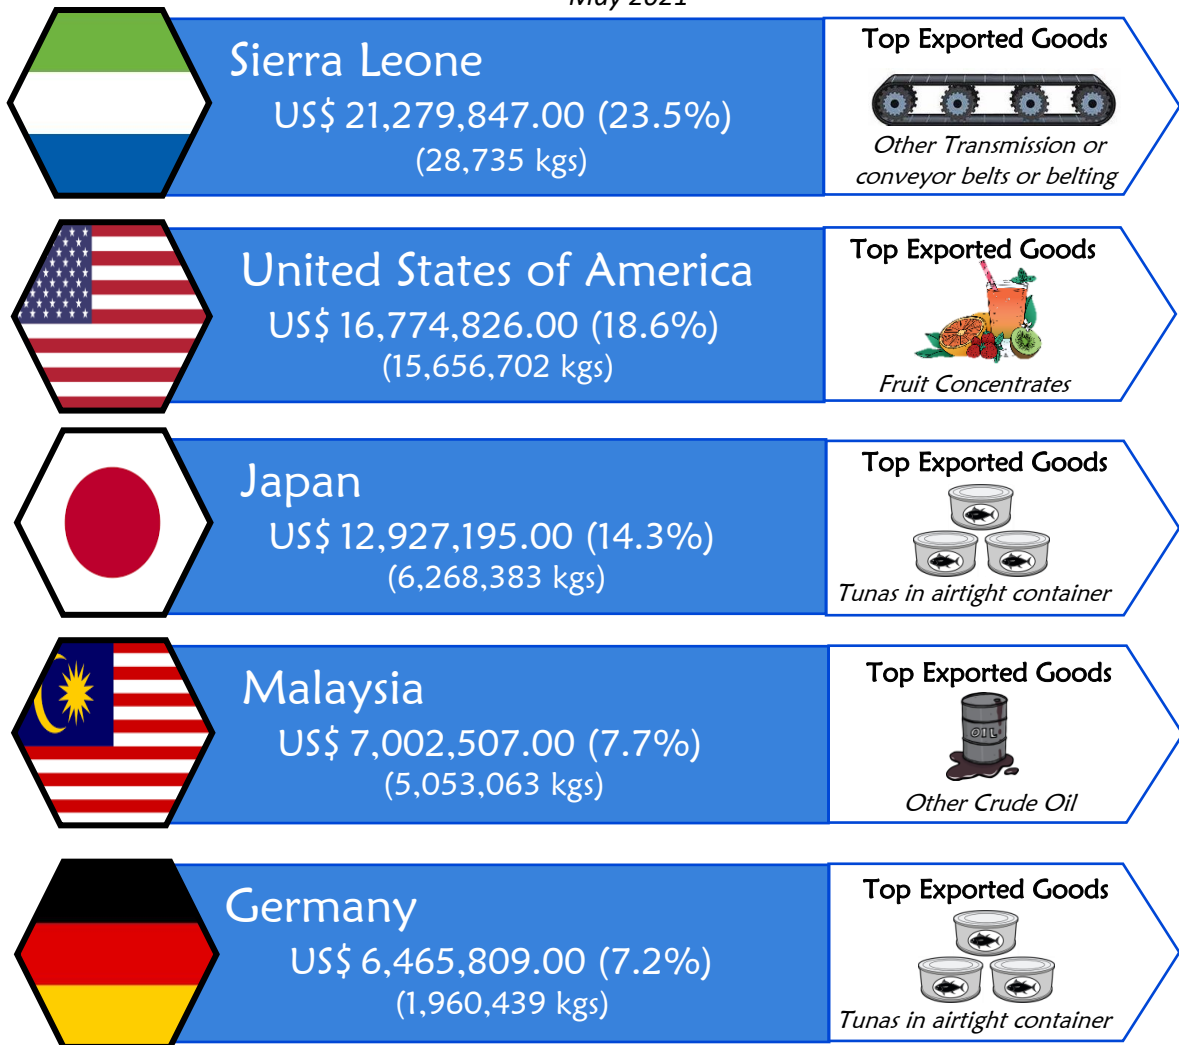 May 2021
Sierra Leone
US$ 21,279,847.00 (23.5%)
(28,735 kgs)
Top Exported Goods
Other Transmission or
conveyor belts or belting
United States of America
US$ 16,774,826.00 (18.6%)
(15,656,702 kgs)
Top Exported Goods
Fruit Concentrates
Japan
US$ 12,927,195.00 (14.3%)
(6,268,383 kgs)
Top Exported Goods
Tunas in airtight container
Malaysia
US$ 7,002,507.00 (7.7%)
(5,053,063 kgs)
Top Exported Goods
OIL
Other Crude Oil
Germany
US$ 6,465,809.00 (7.2%)
(1,960,439 kgs)
Top Exported Goods
Tunas in airtight container